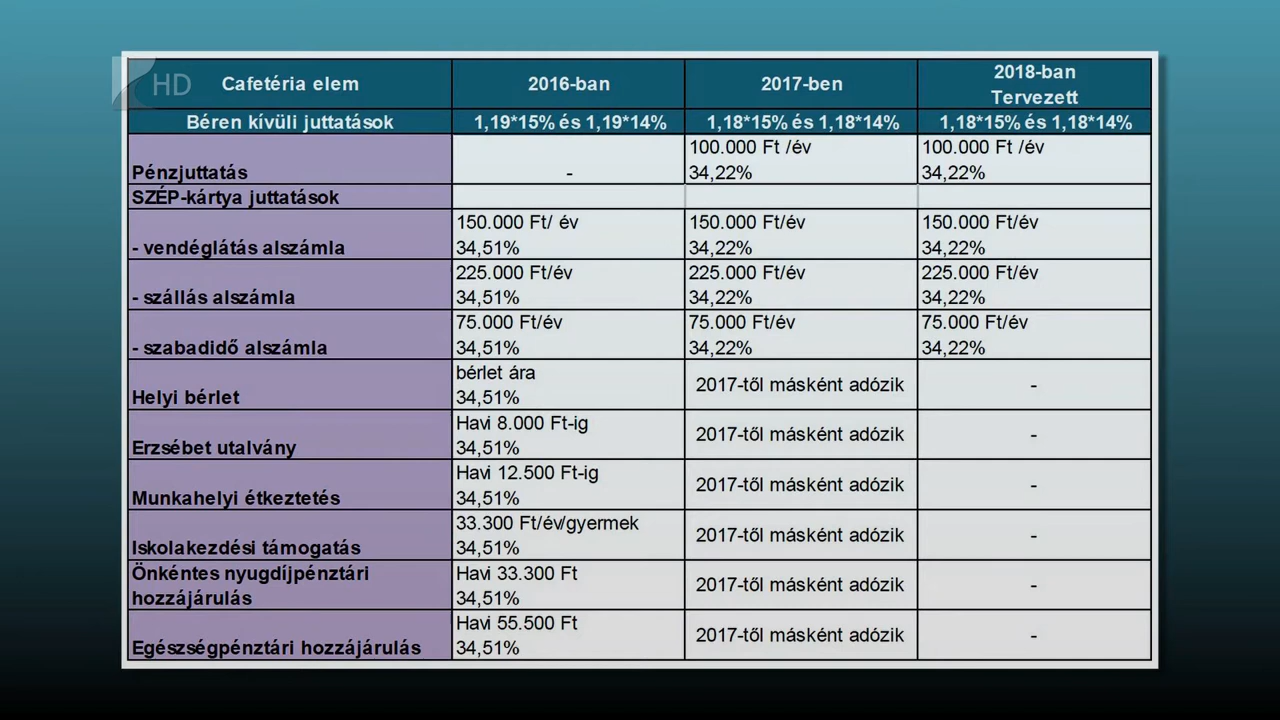 HD
Cafetéria elem 2016-ban 2017-ben 2018-ban
Tervezett
Béren kívüli juttatások 1,19*15% és 1,19*14% 1,18*15% és 1,18*14% 1,18*15% és 1,18*14%
100.000 Ft /év 100.000 Ft /év
Pénzjuttatás - 34,22% 34,22%
SZÉP-kártya juttatások
150.000 Ft/ év 150.000 Ft/év 150.000 Ft/év
- vendéglátás alszámla 34,51% 34,22% 34,22%
225.000 Ft/év 225.000 Ft/év 225.000 Ft/év
- szállás alszámla 34,51% 34,22% 34,22%
75.000 Ft/év 75.000 Ft/év 75.000 Ft/év
- szabadidő alszámla 34,51% 34,22% 34,22%
bérlet ára
Helyi bérlet 34,51% 2017-től másként adózik -
Havi 8.000 Ft-ig
Erzsébet utalvány 34,51% 2017-től másként adózik -
Havi 12.500 Ft-ig
Munkahelyi étkeztetés 34,51% 2017-től másként adózik -
33.300 Ft/év/gyermek
Iskolakezdési támogatás 34,51% 2017-től másként adózik -
Önkéntes nyugdíjpénztári Havi 33.300 Ft
hozzájárulás 34,51% 2017-től másként adózik -
Havi 55.500 Ft
Egészségpénztári hozzájárulás 34,51% 2017-től másként adózik -